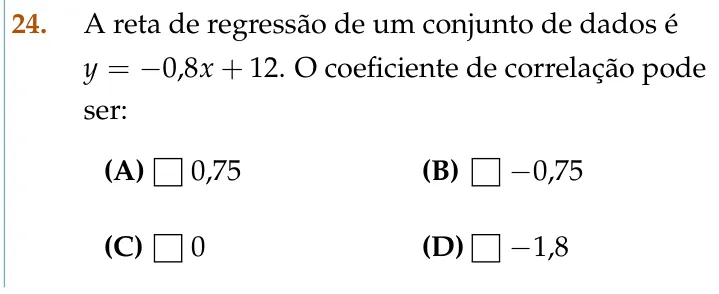 24. A reta de regressão de um conjunto de dados é
y = −0,8x + 12. O coeficiente de correlação pode
ser:
(A) □ 0,75 (B) □ −0,75
(C) □ 0 (D) □ −1,8